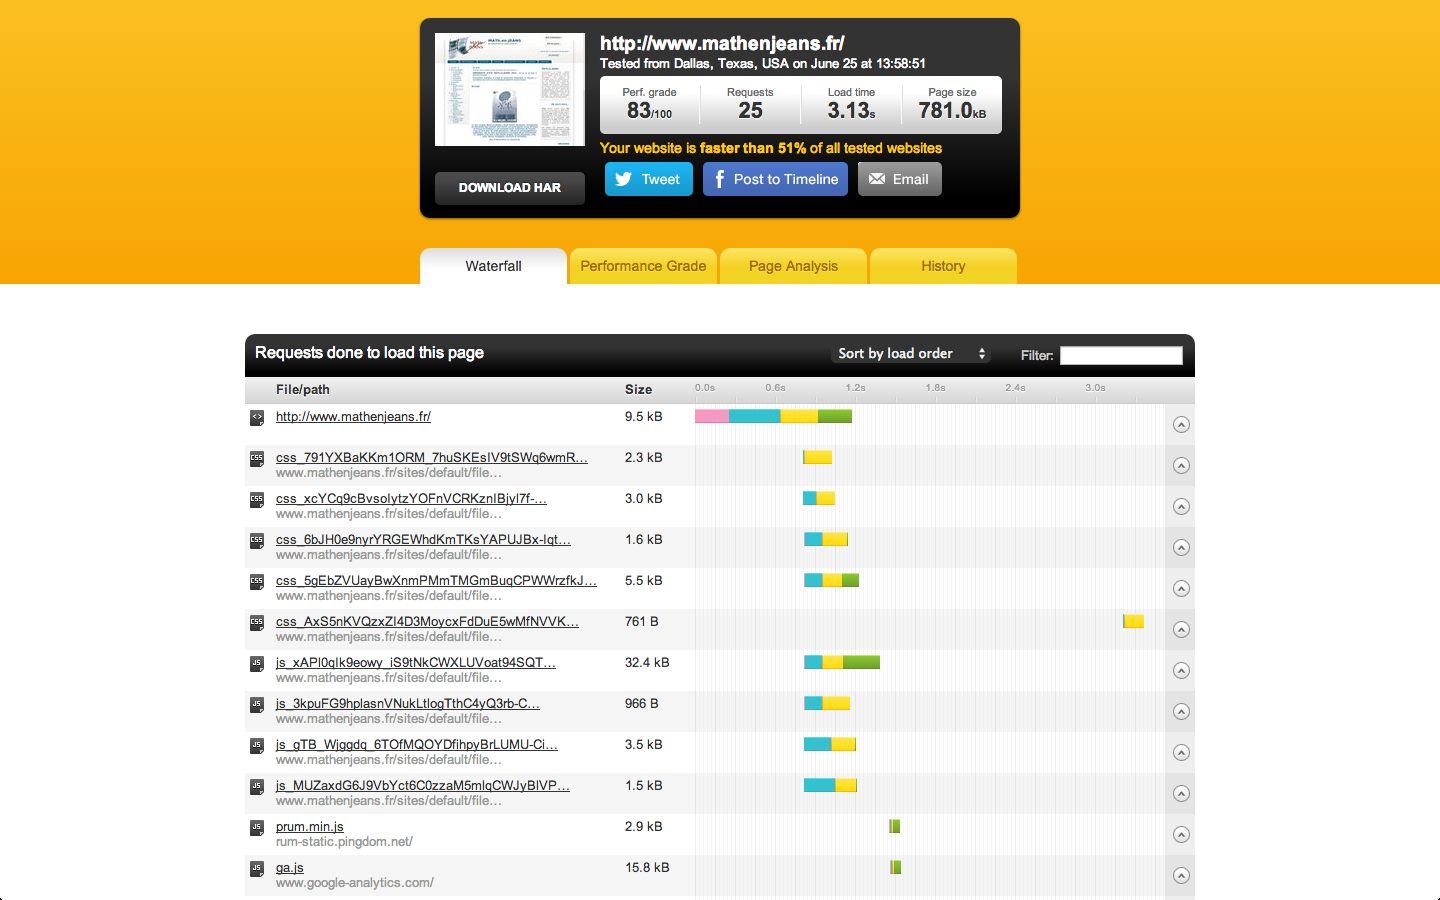 http://www.mathenjeans.fr/
Tested from Dallas, Texas, USA on June 25 at 13:58:51
Perf. grade Requests Load time Page size
83/100 25 3.13s 781.0kB
Your website is faster than 51% of all tested websites
DOWNLOAD HAR Tweet Post to Timeline Email
Waterfall Performance Grade Page Analysis History
Requests done to load this page Sort by load order Filter:
File/path Size 0.0s 0.6s 1.2s 1.8s 2.4s 3.0s
http://www.mathenjeans.fr/ 9.5 kB
css_791YXBaKKm1ORM_7huSKEsIV9tSWq6wmR... 2.3 kB
www.mathenjeans.fr/sites/default/file...
css_xcYCq9cBvsoIytzYOFnVCRKznIBjyl7f-... 3.0 kB
www.mathenjeans.fr/sites/default/file...
css_6bJH0e9nyrYRGEWhdKmTKsYAPUJBx-Iqt... 1.6 kB
www.mathenjeans.fr/sites/default/file...
css_5gEbZVUayBwXnmPMmTMGmBuqCPWWrzfkJ... 5.5 kB
www.mathenjeans.fr/sites/default/file...
css_AxS5nKVQzxZI4D3MoycxFdDuE5wMfNVVK... 761 B
www.mathenjeans.fr/sites/default/file...
js_xAPl0qIk9eowy_iS9tNkCWXLUVoat94SQT... 32.4 kB
www.mathenjeans.fr/sites/default/file...
js_3kpuFG9hplasnVNukLtlogTthC4yQ3rb-C... 966 B
www.mathenjeans.fr/sites/default/file...
js_gTB_Wjgqdq_6TOfMQOYDfihpyBrLUMU-Ci... 3.5 kB
www.mathenjeans.fr/sites/default/file...
js_MUZaxdG6J9VbYct6C0zzaM5mlqCWJyBlVP... 1.5 kB
www.mathenjeans.fr/sites/default/file...
prum.min.js 2.9 kB
rum-static.pingdom.net/
ga.js 15.8 kB
www.google-analytics.com/